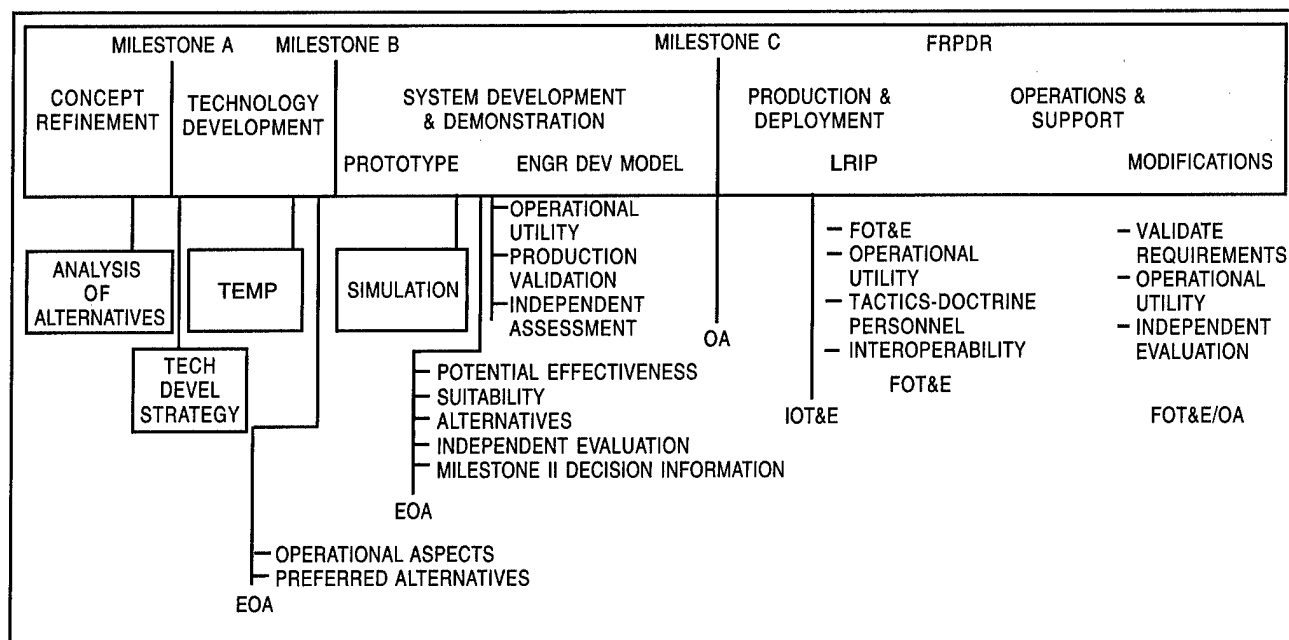 MILESTONE A
MILESTONE B
MILESTONE C
FRPDR
CONCEPT
REFINEMENT
TECHNOLOGY
DEVELOPMENT
SYSTEM DEVELOPMENT
& DEMONSTRATION
PRODUCTION &
DEPLOYMENT
OPERATIONS &
SUPPORT
PROTOTYPE
ENGR DEV MODEL
LRIP
MODIFICATIONS
ANALYSIS
OF
ALTERNATIVES
TECH
DEVEL
STRATEGY
TEMP
SIMULATION
OPERATIONAL
UTILITY
PRODUCTION
VALIDATION
INDEPENDENT
ASSESSMENT
OA
– FOT&E
– OPERATIONAL
UTILITY
– TACTICS-DOCTRINE
PERSONNEL
– INTEROPERABILITY
FOT&E
IOT&E
– VALIDATE
REQUIREMENTS
– OPERATIONAL
UTILITY
– INDEPENDENT
EVALUATION
FOT&E/OA
POTENTIAL EFFECTIVENESS
SUITABILITY
ALTERNATIVES
INDEPENDENT EVALUATION
MILESTONE II DECISION INFORMATION
EOA
OPERATIONAL ASPECTS
PREFERRED ALTERNATIVES
EOA